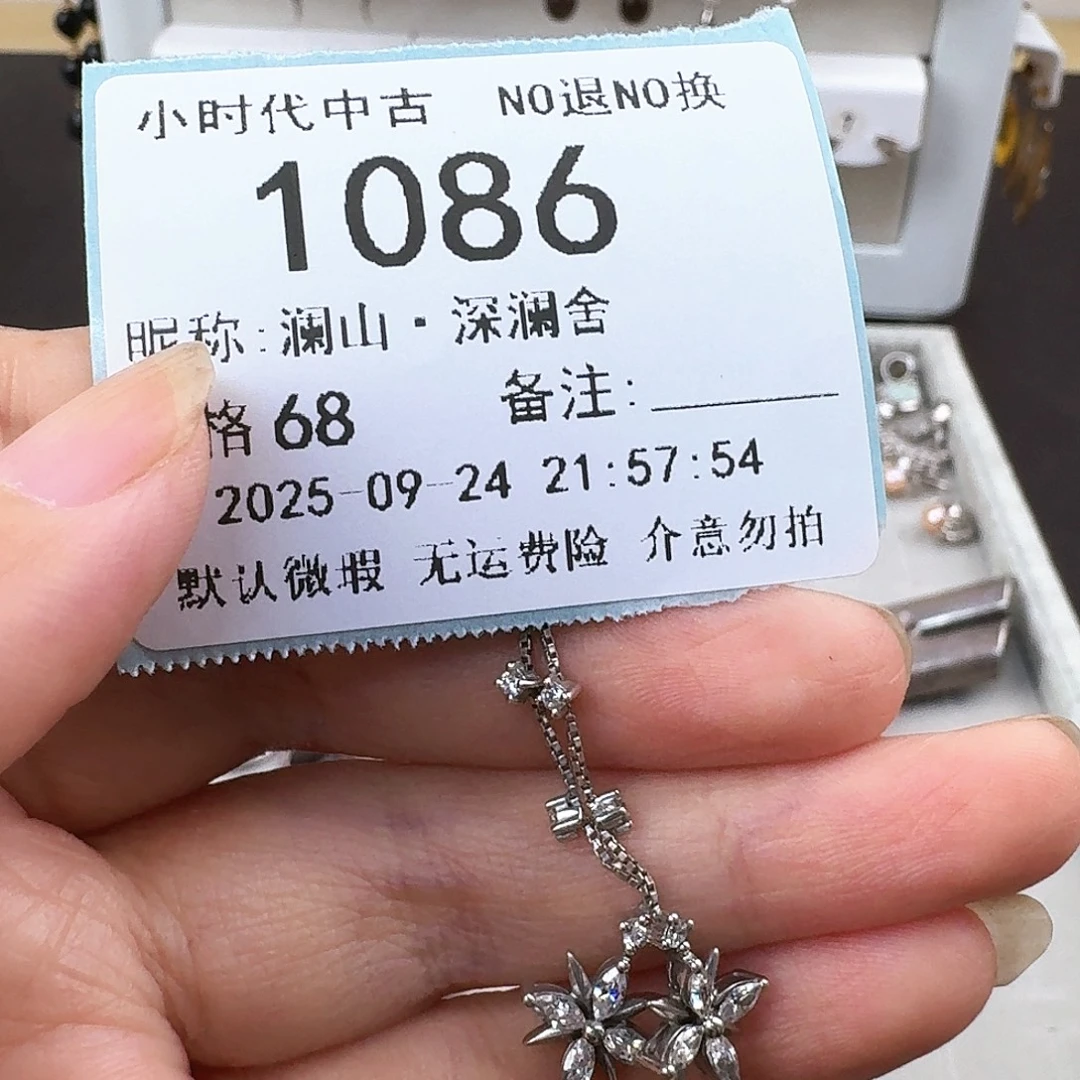 小时代中古 NO退NO换
1086
昵称:澜山·深澜舍
格 68 备注:
2025-09-24 21:57:54
默认微瑕 无运费险 介意勿拍